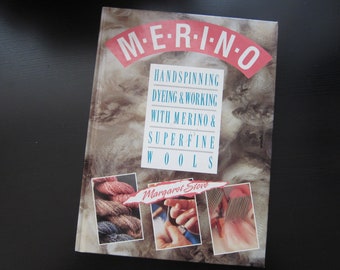 M·E·R·I·N·O
HANDSPINNING
DYEING & WORKING
WITH MERINO &
SUPERFINE
WOOLS
Margaret Stove